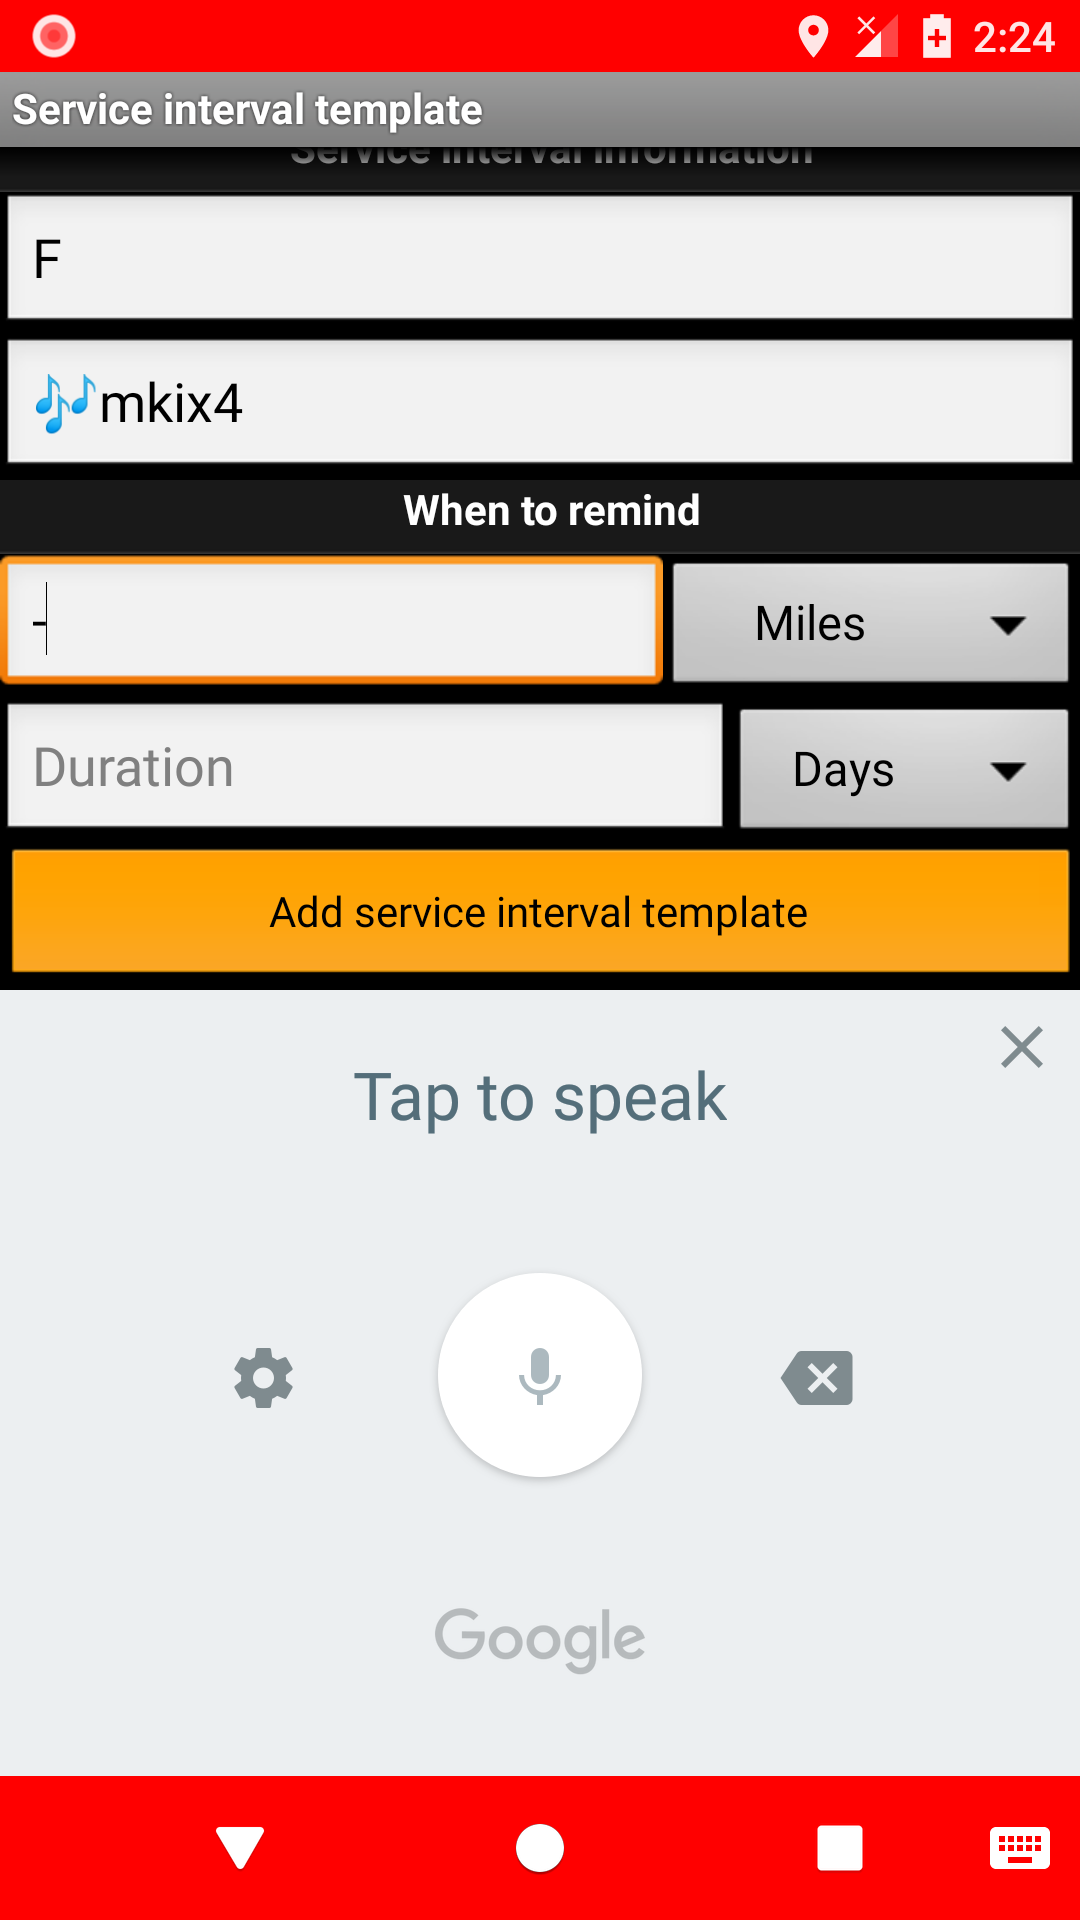 2:24
Service interval template
Service interval information
F
🎶mkix4
When to remind
-
Miles
Duration
Days
Add service interval template
Tap to speak
Google